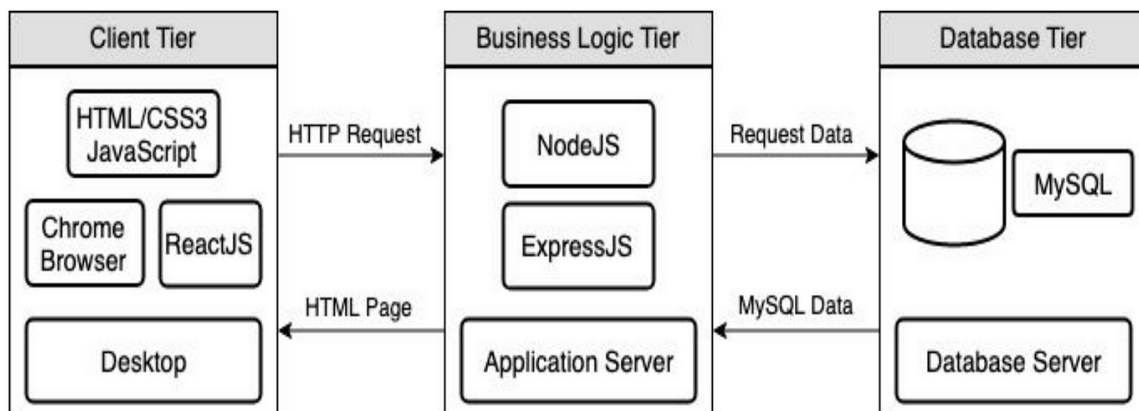 Client Tier
HTML/CSS3
JavaScript
Chrome
Browser
ReactJS
Desktop
HTTP Request
HTML Page
Business Logic Tier
NodeJS
ExpressJS
Application Server
Request Data
MySQL Data
Database Tier
MySQL
Database Server